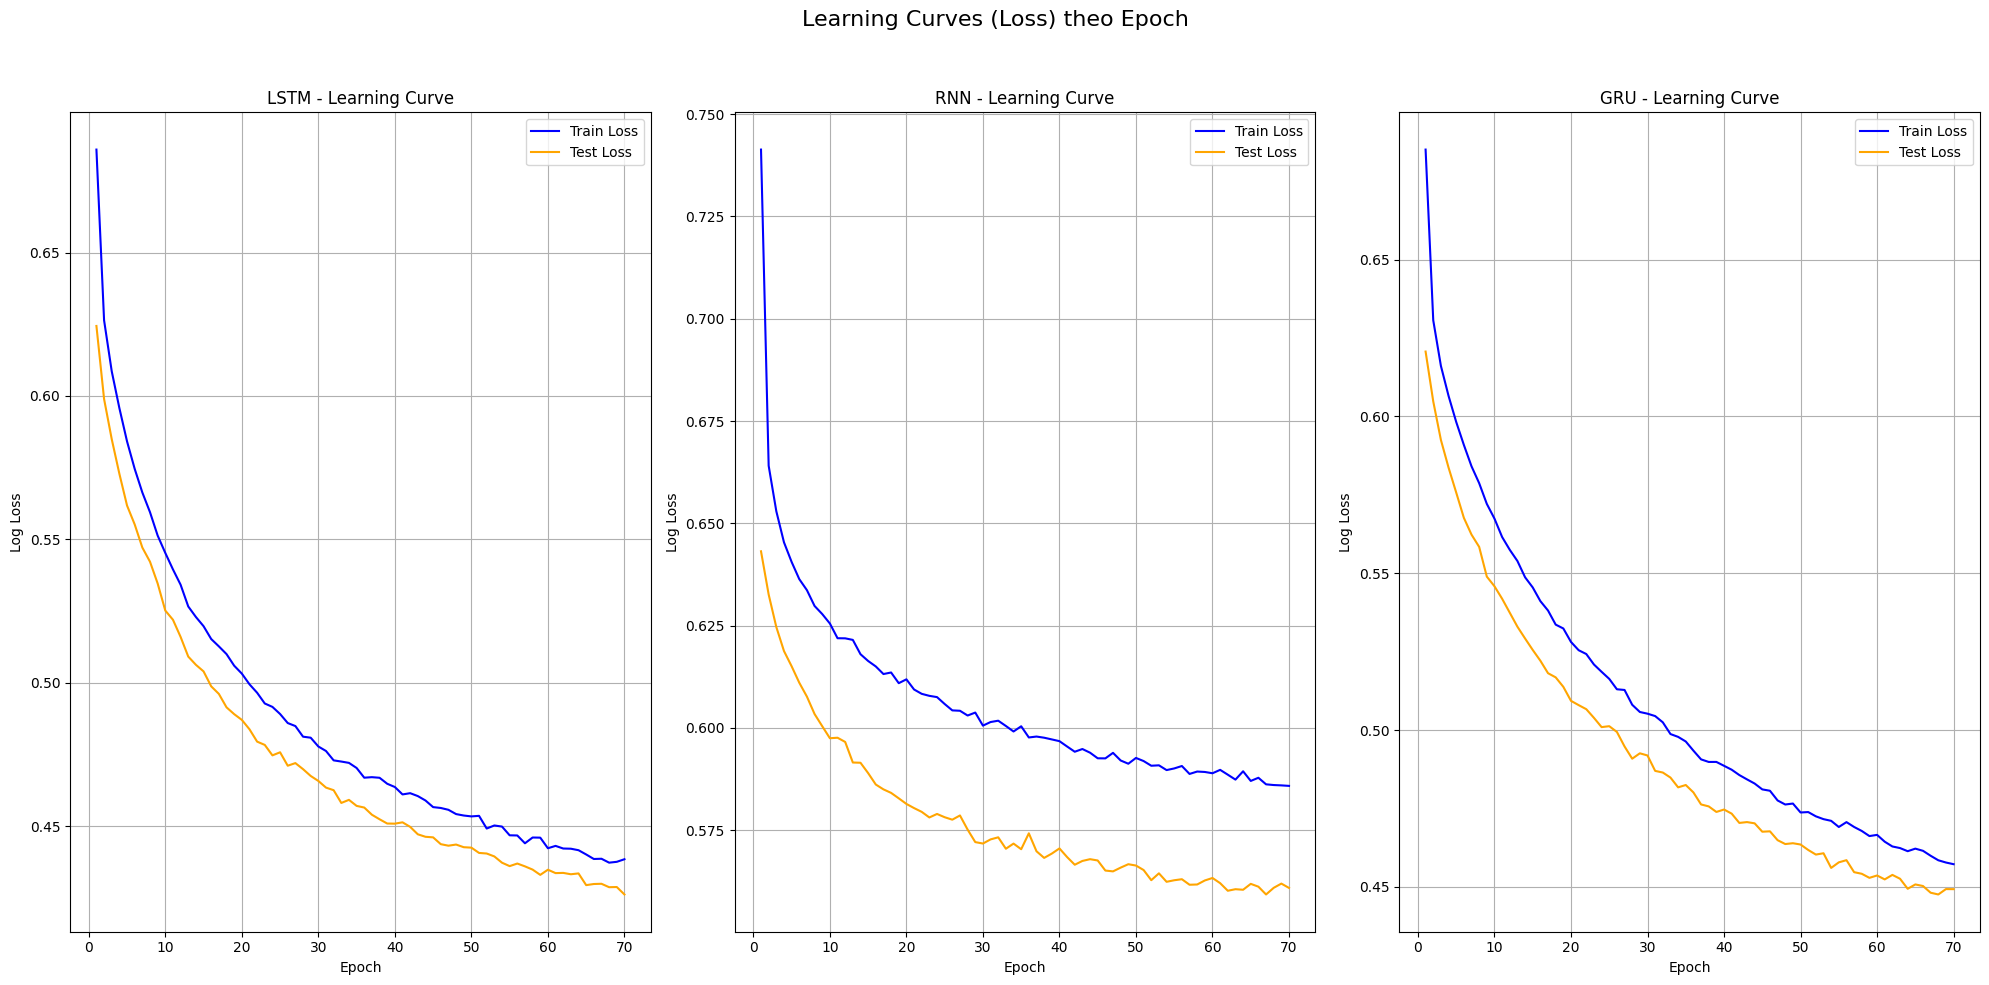 Learning Curves (Loss) theo Epoch
LSTM - Learning Curve
Train Loss
Test Loss
0.65
0.60
0.55
0.50
0.45
Log Loss
0 10 20 30 40 50 60 70
Epoch
RNN - Learning Curve
Train Loss
Test Loss
0.750
0.725
0.700
0.675
0.650
0.625
0.600
0.575
Log Loss
0 10 20 30 40 50 60 70
Epoch
GRU - Learning Curve
Train Loss
Test Loss
0.65
0.60
0.55
0.50
0.45
Log Loss
0 10 20 30 40 50 60 70
Epoch